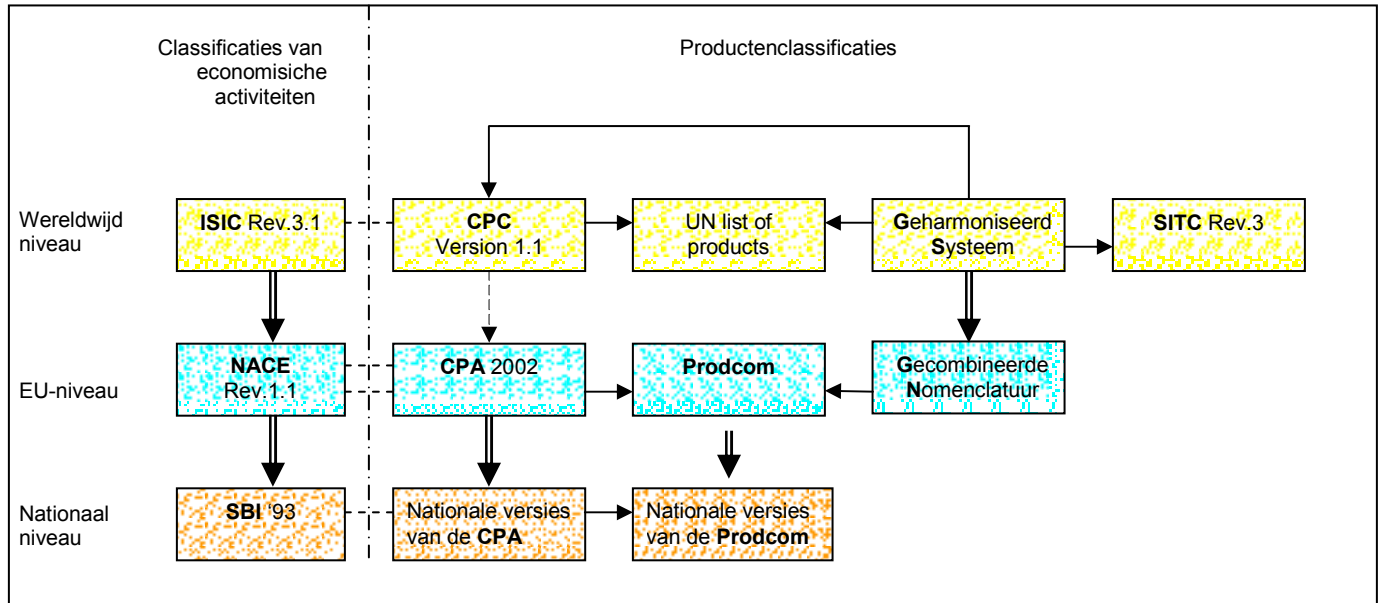 Classificaties van
economisiche
activiteiten
Productenclassificaties
Wereldwijd
niveau
ISIC Rev.3.1
CPC
Version 1.1
UN list of
products
Geharmoniseerd
Systeem
SITC Rev.3
EU-niveau
NACE
Rev.1.1
CPA 2002
Prodcom
Gecombineerde
Nomenclatuur
Nationaal
niveau
SBI '93
Nationale versies
van de CPA
Nationale versies
van de Prodcom